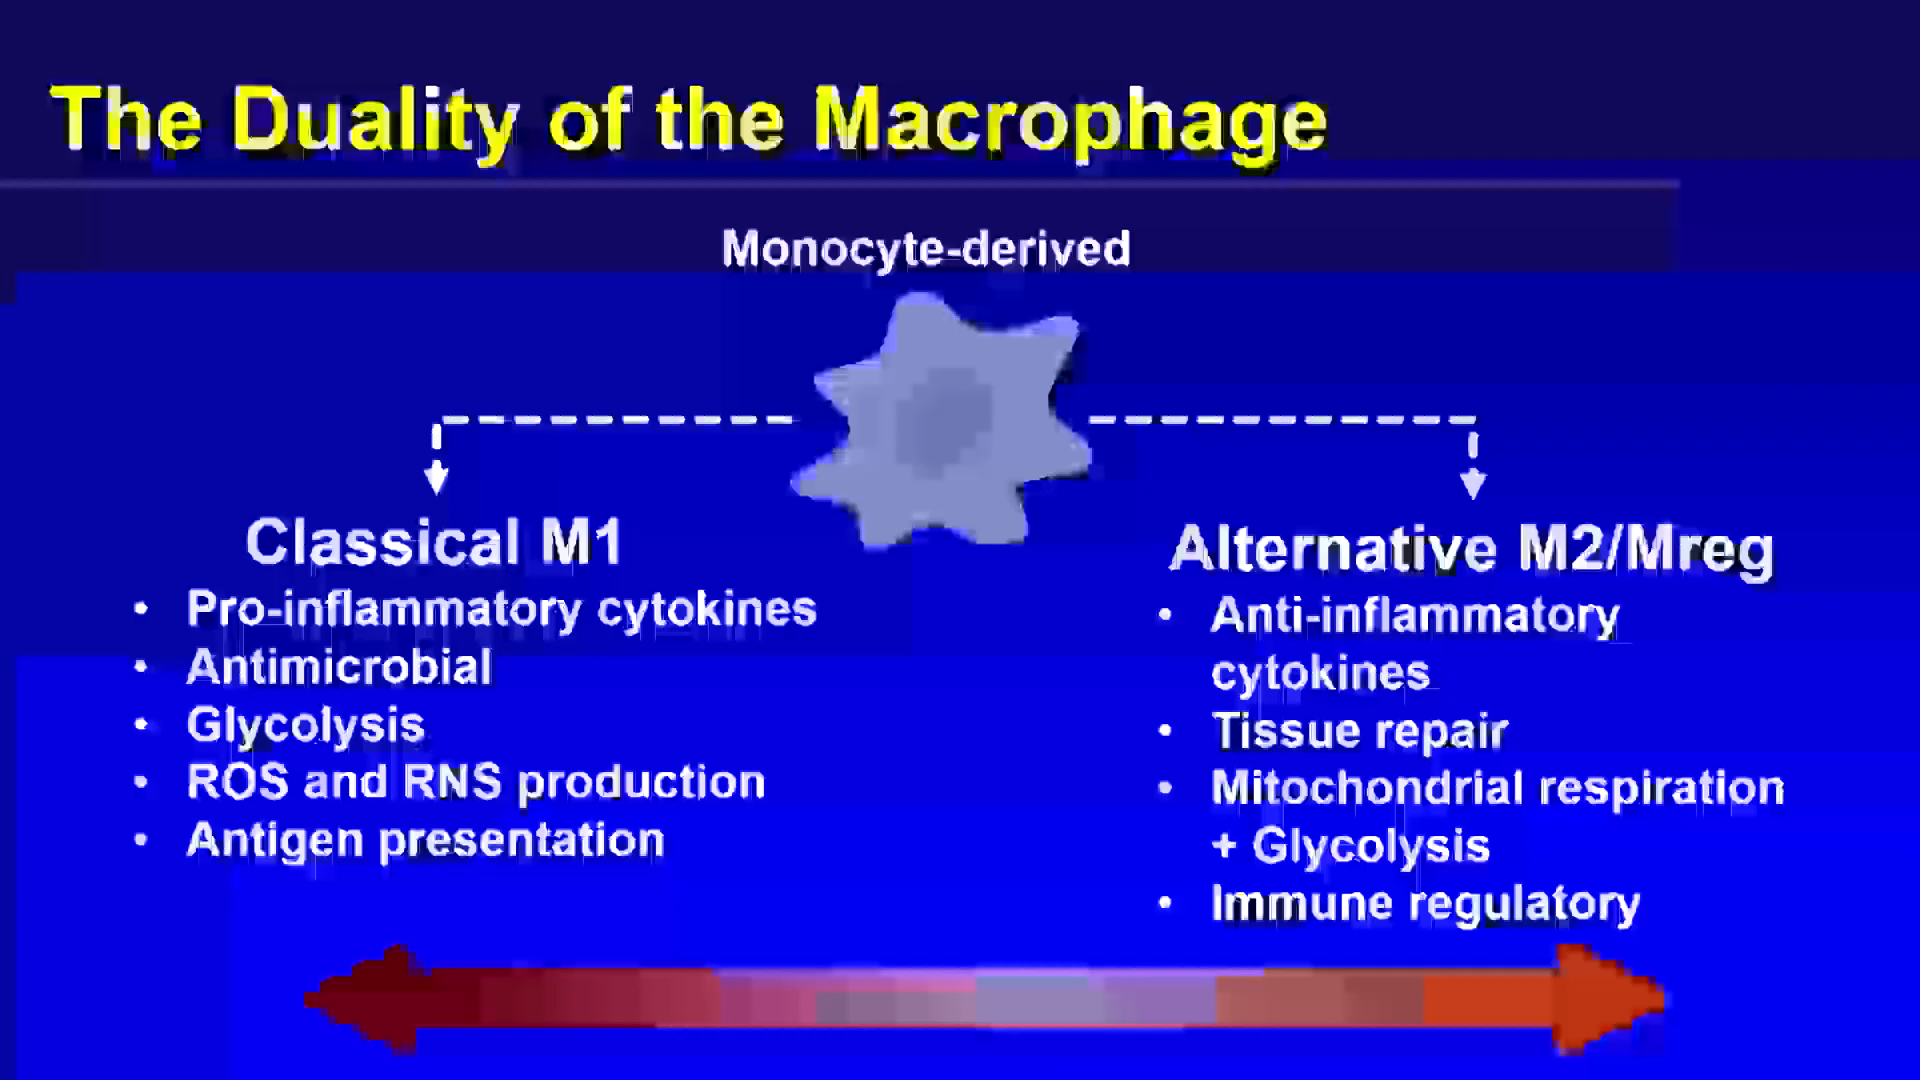 The Duality of the Macrophage
Monocyte-derived
Classical M1
• Pro-inflammatory cytokines
• Antimicrobial
• Glycolysis
• ROS and RNS production
• Antigen presentation
Alternative M2/Mreg
• Anti-inflammatory
cytokines
• Tissue repair
• Mitochondrial respiration
+ Glycolysis
• Immune regulatory